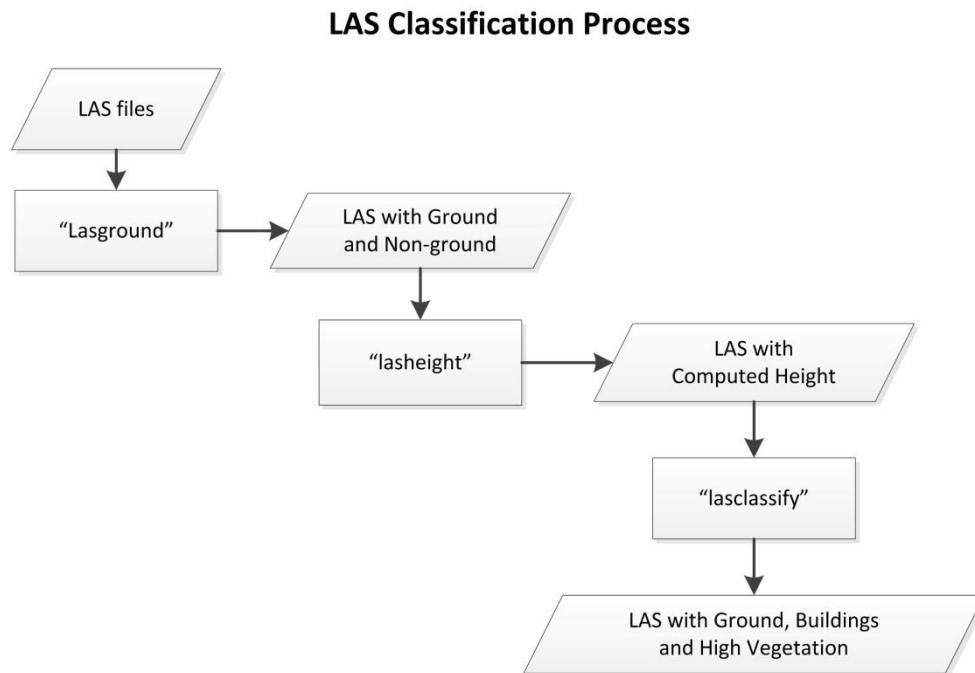 LAS Classification Process
LAS files
“Lasground”
LAS with Ground
and Non-ground
“lasheight”
LAS with
Computed Height
“lasclassify”
LAS with Ground, Buildings
and High Vegetation